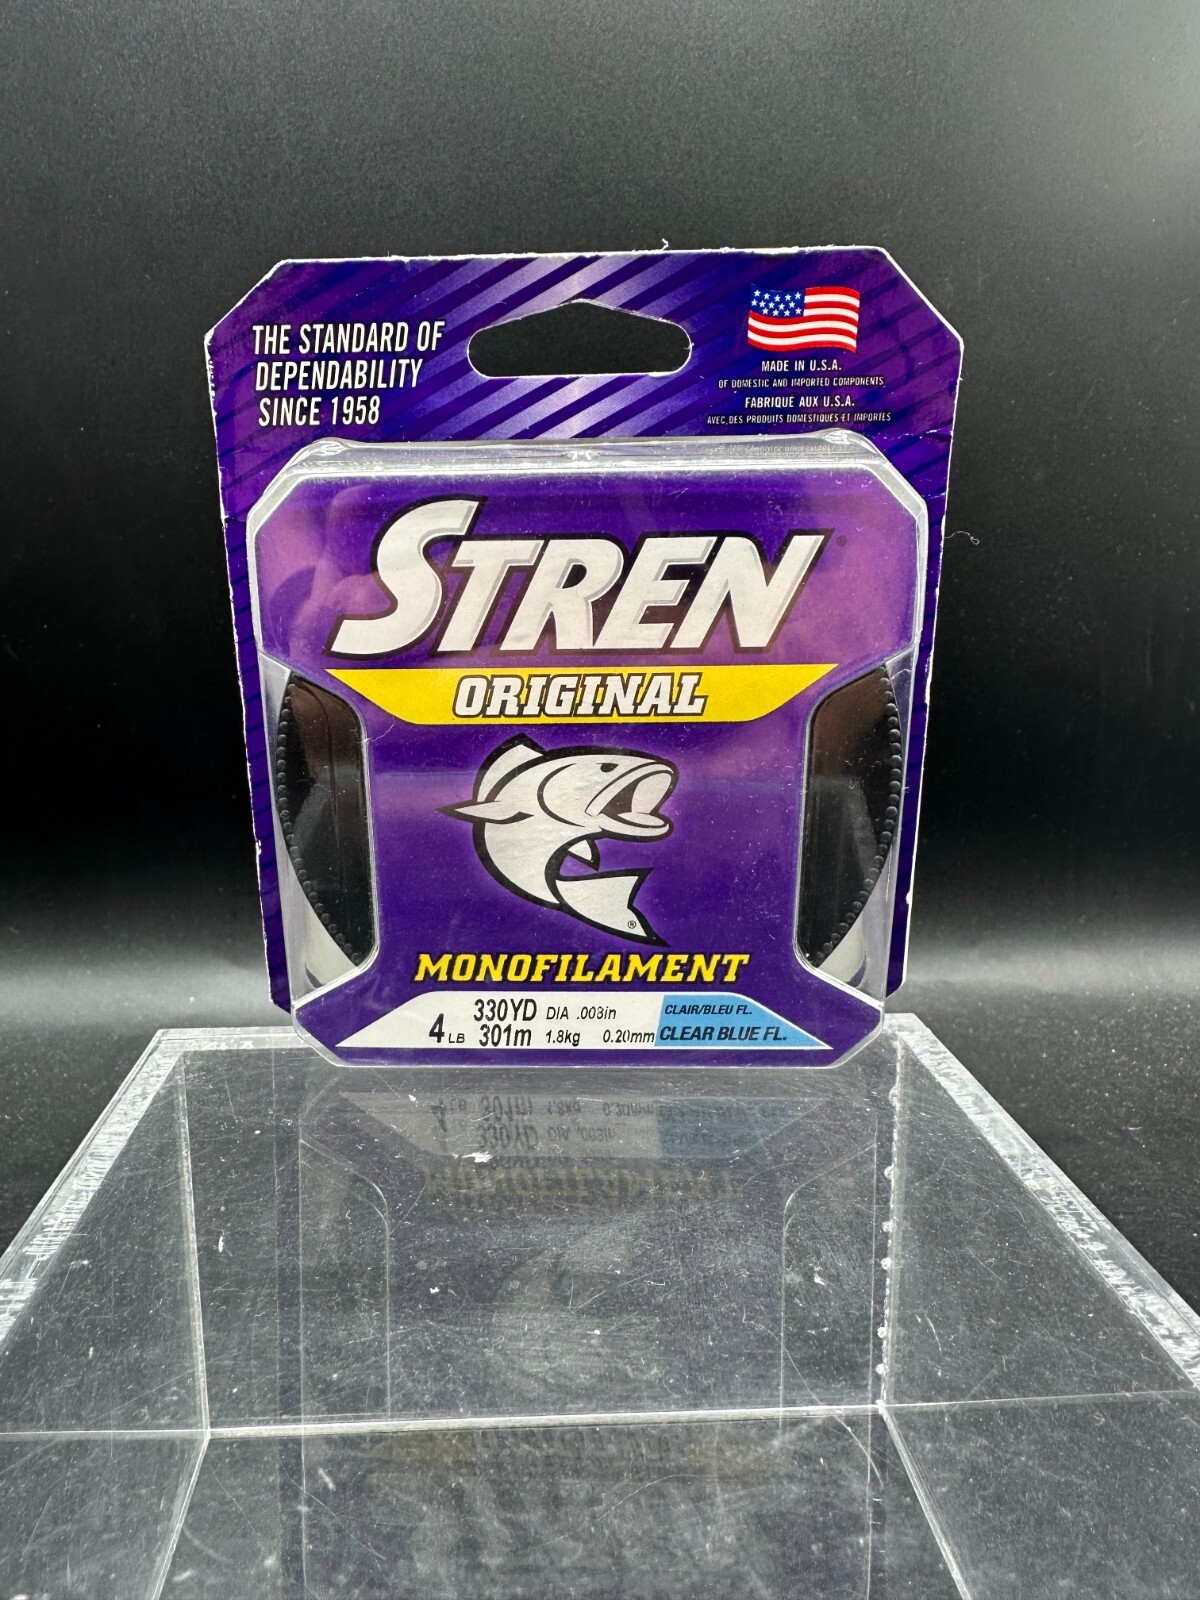 THE STANDARD OF
DEPENDABILITY
SINCE 1958
MADE IN U.S.A.
OF DOMESTIC AND IMPORTED COMPONENTS
FABRIQUÉ AUX U.S.A.
AVEC DES PRODUITS DOMESTIQUES ET IMPORTÉS
STREN
ORIGINAL
®
MONOFILAMENT
330YD DIA .008in CLAIR/BLEU FL.
4 LB 301m 1.8kg 0.20mm CLEAR BLUE FL.